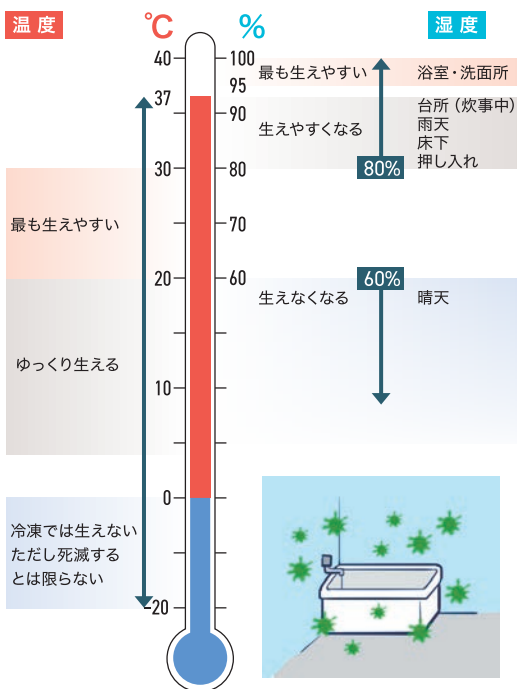 温度
℃
%
湿度
40
37
30
20
10
0
-20
100
95
90
80
70
60
最も生えやすい
ゆっくり生える
冷凍では生えない
ただし死滅する
とは限らない
最も生えやすい
浴室・洗面所
生えやすくなる
台所（炊事中）
雨天
床下
押し入れ
80%
60%
生えなくなる
晴天